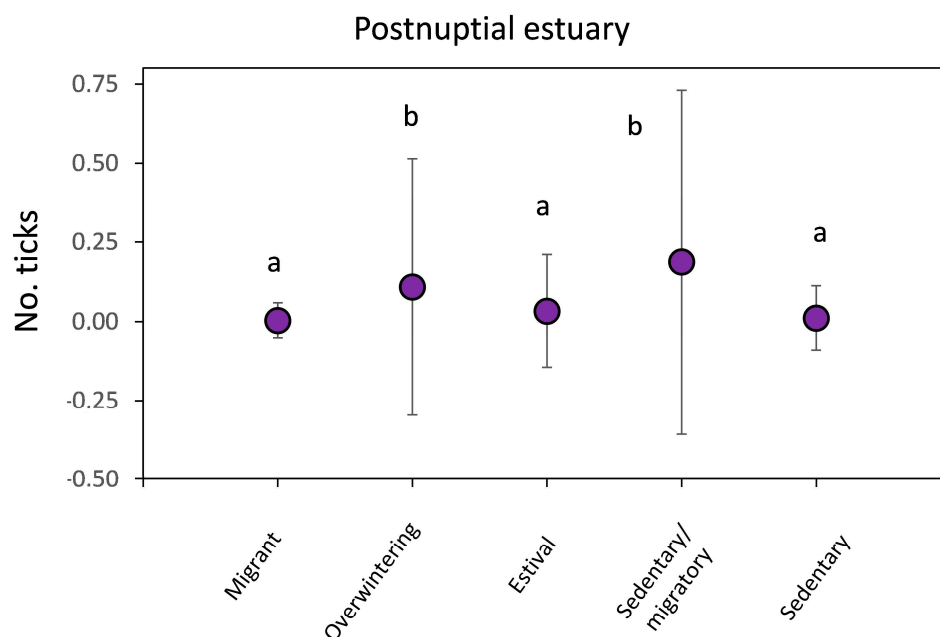 Postnuptial estuary
No. ticks
0.75
0.50
0.25
0.00
-0.25
-0.50
a
b
a
b
a
Migrant
Overwintering
Estival
Sedentary/
migratory
Sedentary